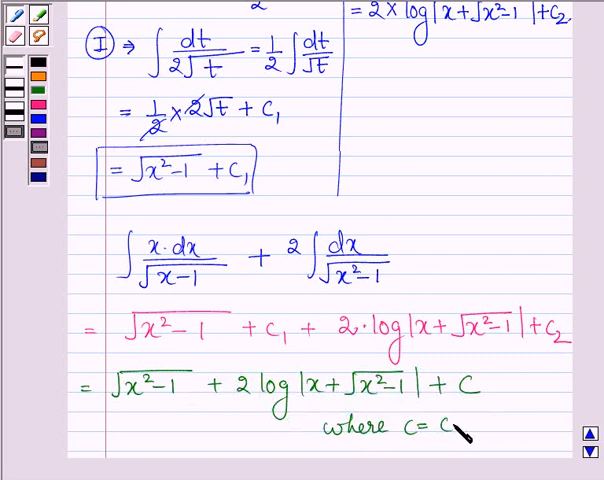 2
= 2 × log|x + √x²−1| + C₂.
(I) ⇒ ∫ dt / 2√t = 1/2 ∫ dt / √t
= 1/2 × 2√t + C₁
= √x²−1 + C₁
∫ x·dx / √x−1 + 2 ∫ dx / √x²−1
= √x²−1 + C₁ + 2·log|x + √x²−1| + C₂
= √x²−1 + 2 log|x + √x²−1| + C
where C = C